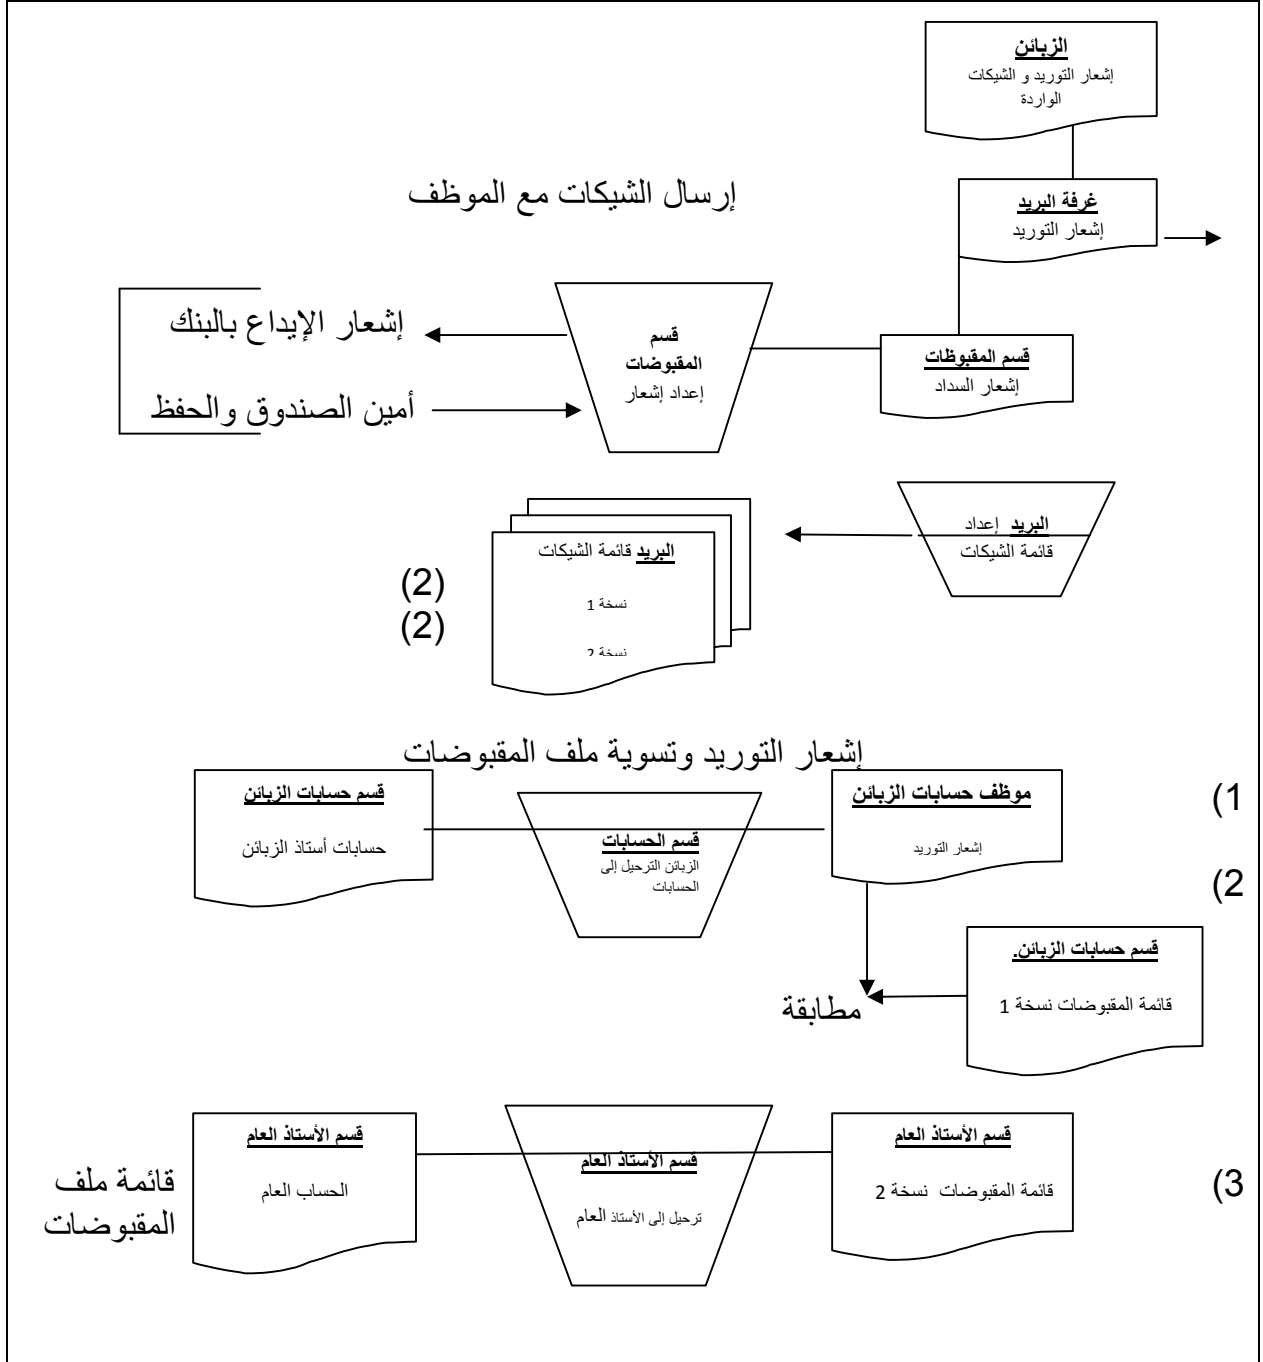 الزبائن
إشعار التوريد و الشيكات
الواردة
إرسال الشيكات مع الموظف
غرفة البريد
إشعار التوريد
إشعار الإيداع بالبنك
أمين الصندوق والحفظ
قسم
المقبوضات
إعداد إشعار
قسم المقبوظات
إشعار السداد
البريد إعداد
قائمة الشيكات
البريد قائمة الشيكات
نسخة 1
نسخة 2
(2)
(2)
إشعار التوريد وتسوية ملف المقبوضات
(1
موظف حسابات الزبائن
إشعار التوريد
قسم الحسابات
الزبائن الترحيل إلى
الحسابات
قسم حسابات الزبائن
حسابات أستاذ الزبائن
(2
قسم حسابات الزبائن.
قائمة المقبوضات نسخة 1
مطابقة
(3
قسم الأستاذ العام
قائمة المقبوضات نسخة 2
قسم الأستاذ العام
ترحيل إلى الأستاذ العام
قسم الأستاذ العام
الحساب العام
قائمة ملف
المقبوضات